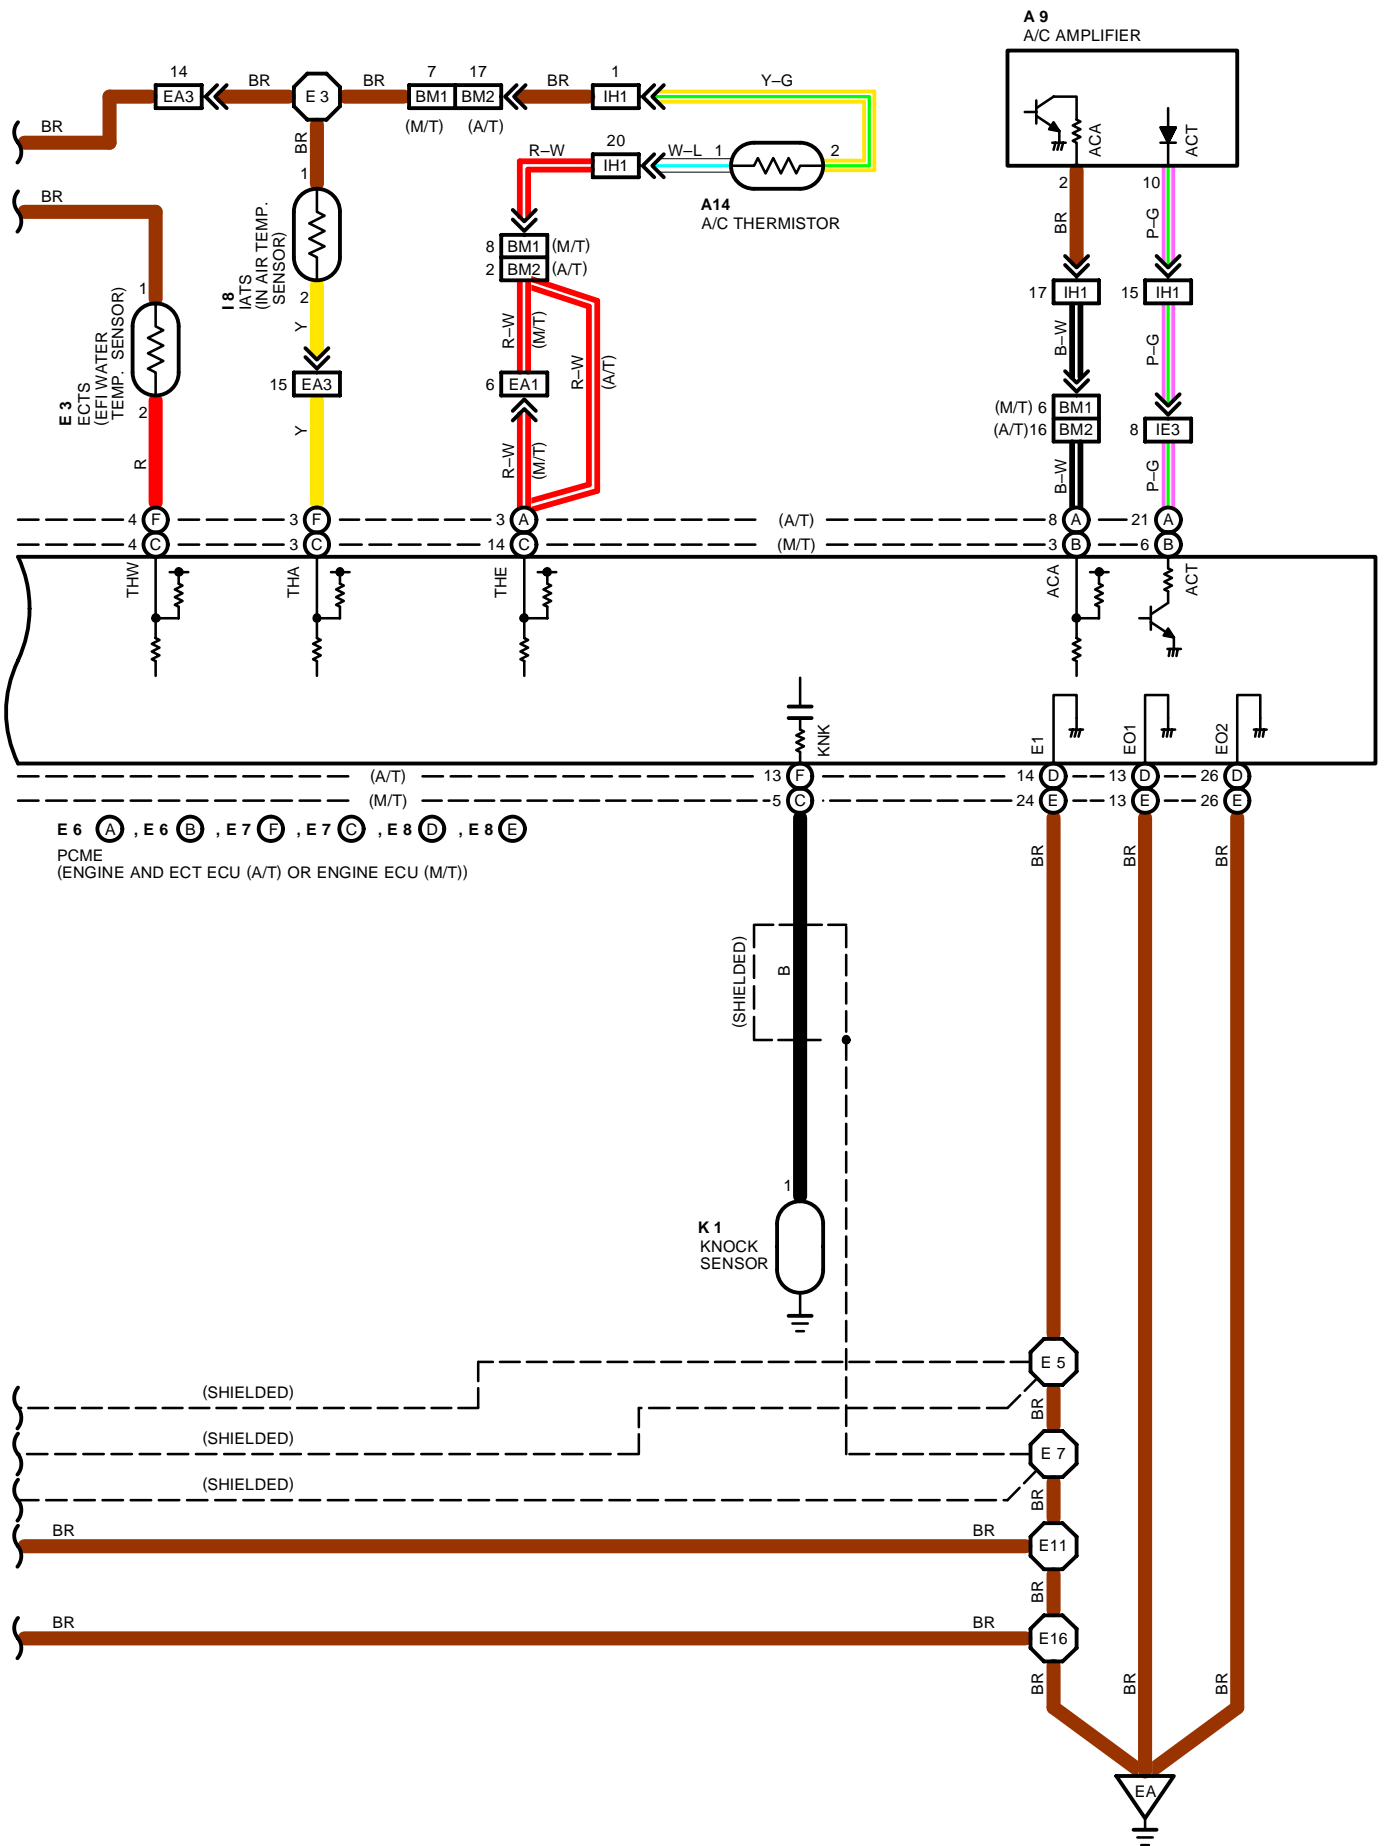 A 9
A/C AMPLIFIER
14
BR
BR
7
17
BR
1
Y–G
EA3
E 3
BM1
BM2
IH1
(M/T)
(A/T)
BR
BR
R–W
20
IH1
W–L
1
2
ACA
ACT
1
BR
A14
A/C THERMISTOR
2
10
BR
P–G
I 8
IATS
(IN AIR TEMP.
SENSOR)
8
BM1
(M/T)
2
BM2
(A/T)
1
2
17
IH1
15
IH1
E 3
ECTS
(EFI WATER
TEMP. SENSOR)
Y
R–W
(M/T)
R–W
(A/T)
B–W
P–G
15
EA3
6
EA1
2
(M/T) 6
BM1
(A/T)16
BM2
8
IE3
R
Y
R–W
(M/T)
B–W
P–G
4
F
3
F
3
A
(A/T)
8
A
21
A
4
C
3
C
14
C
(M/T)
3
B
6
B
THW
THA
THE
ACA
ACT
KNK
E1
EO1
EO2
(A/T)
13
F
14
D
13
D
26
D
(M/T)
5
C
24
E
13
E
26
E
E 6 A , E 6 B , E 7 F , E 7 C , E 8 D , E 8 E
PCME
(ENGINE AND ECT ECU (A/T) OR ENGINE ECU (M/T))
BR
BR
BR
(SHIELDED)
B
1
K 1
KNOCK
SENSOR
E 5
(SHIELDED)
BR
(SHIELDED)
E 7
(SHIELDED)
BR
BR
BR
E11
BR
BR
BR
E16
BR
BR
BR
EA